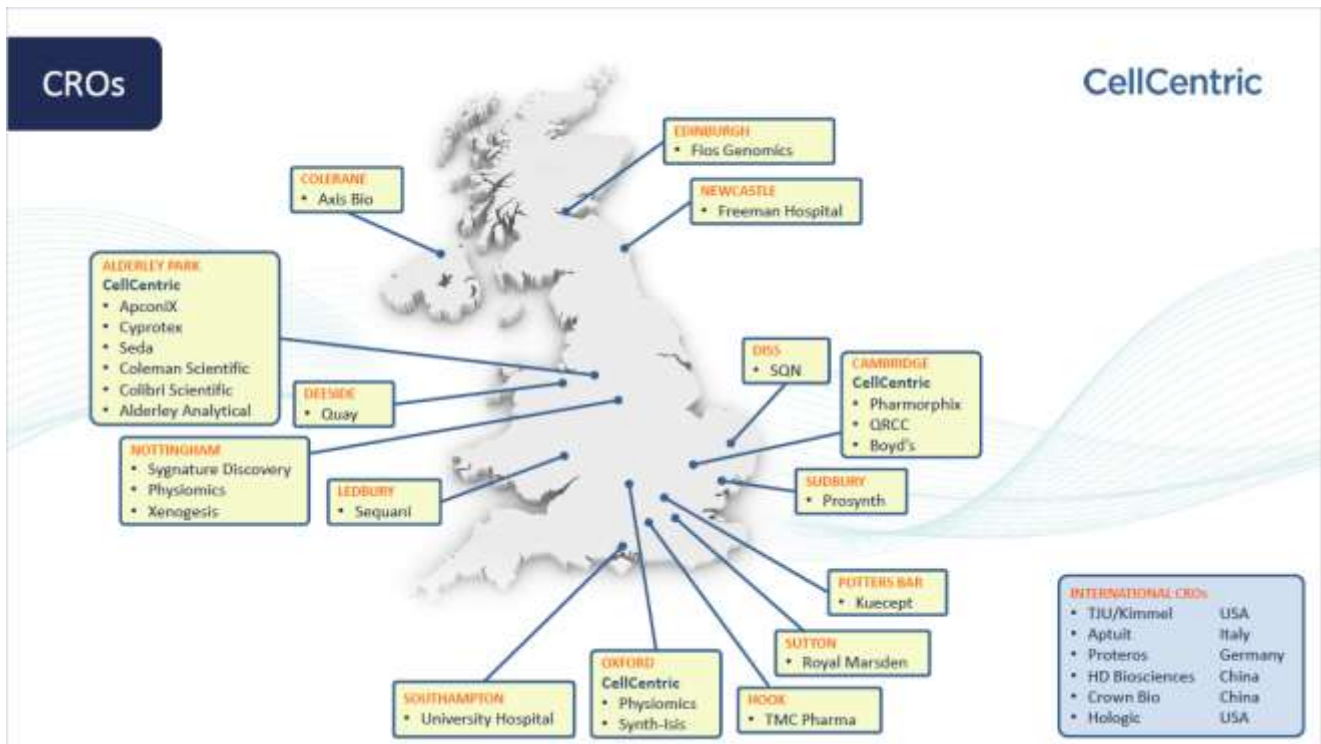 CROs
CellCentric
EDINBURGH
• Fios Genomics
NEWCASTLE
• Freeman Hospital
COLERANE
• Axis Bio
ALDERLEY PARK
CellCentric
• ApconiX
• Cyprotex
• Seda
• Coleman Scientific
• Colibri Scientific
• Alderley Analytical
DEESIDE
• Quay
NOTTINGHAM
• Sygnature Discovery
• Physiomics
• Xenogesis
LEDBURY
• Sequani
DISS
• SQN
CAMBRIDGE
CellCentric
• Pharmorphix
• QRCC
• Boyd's
SUDBURY
• Prosynth
POTTERS BAR
• Kuecept
SUTTON
• Royal Marsden
HOOK
• TMC Pharma
OXFORD
CellCentric
• Physiomics
• Synth-Isis
SOUTHAMPTON
• University Hospital
INTERNATIONAL CROs
• TJU/Kimmel USA
• Aptuit Italy
• Proteros Germany
• HD Biosciences China
• Crown Bio China
• Hologic USA